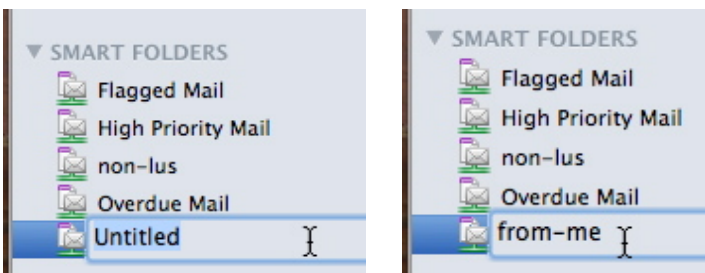 SMART FOLDERS
Flagged Mail
High Priority Mail
non-lus
Overdue Mail
Untitled
SMART FOLDERS
Flagged Mail
High Priority Mail
non-lus
Overdue Mail
from-me